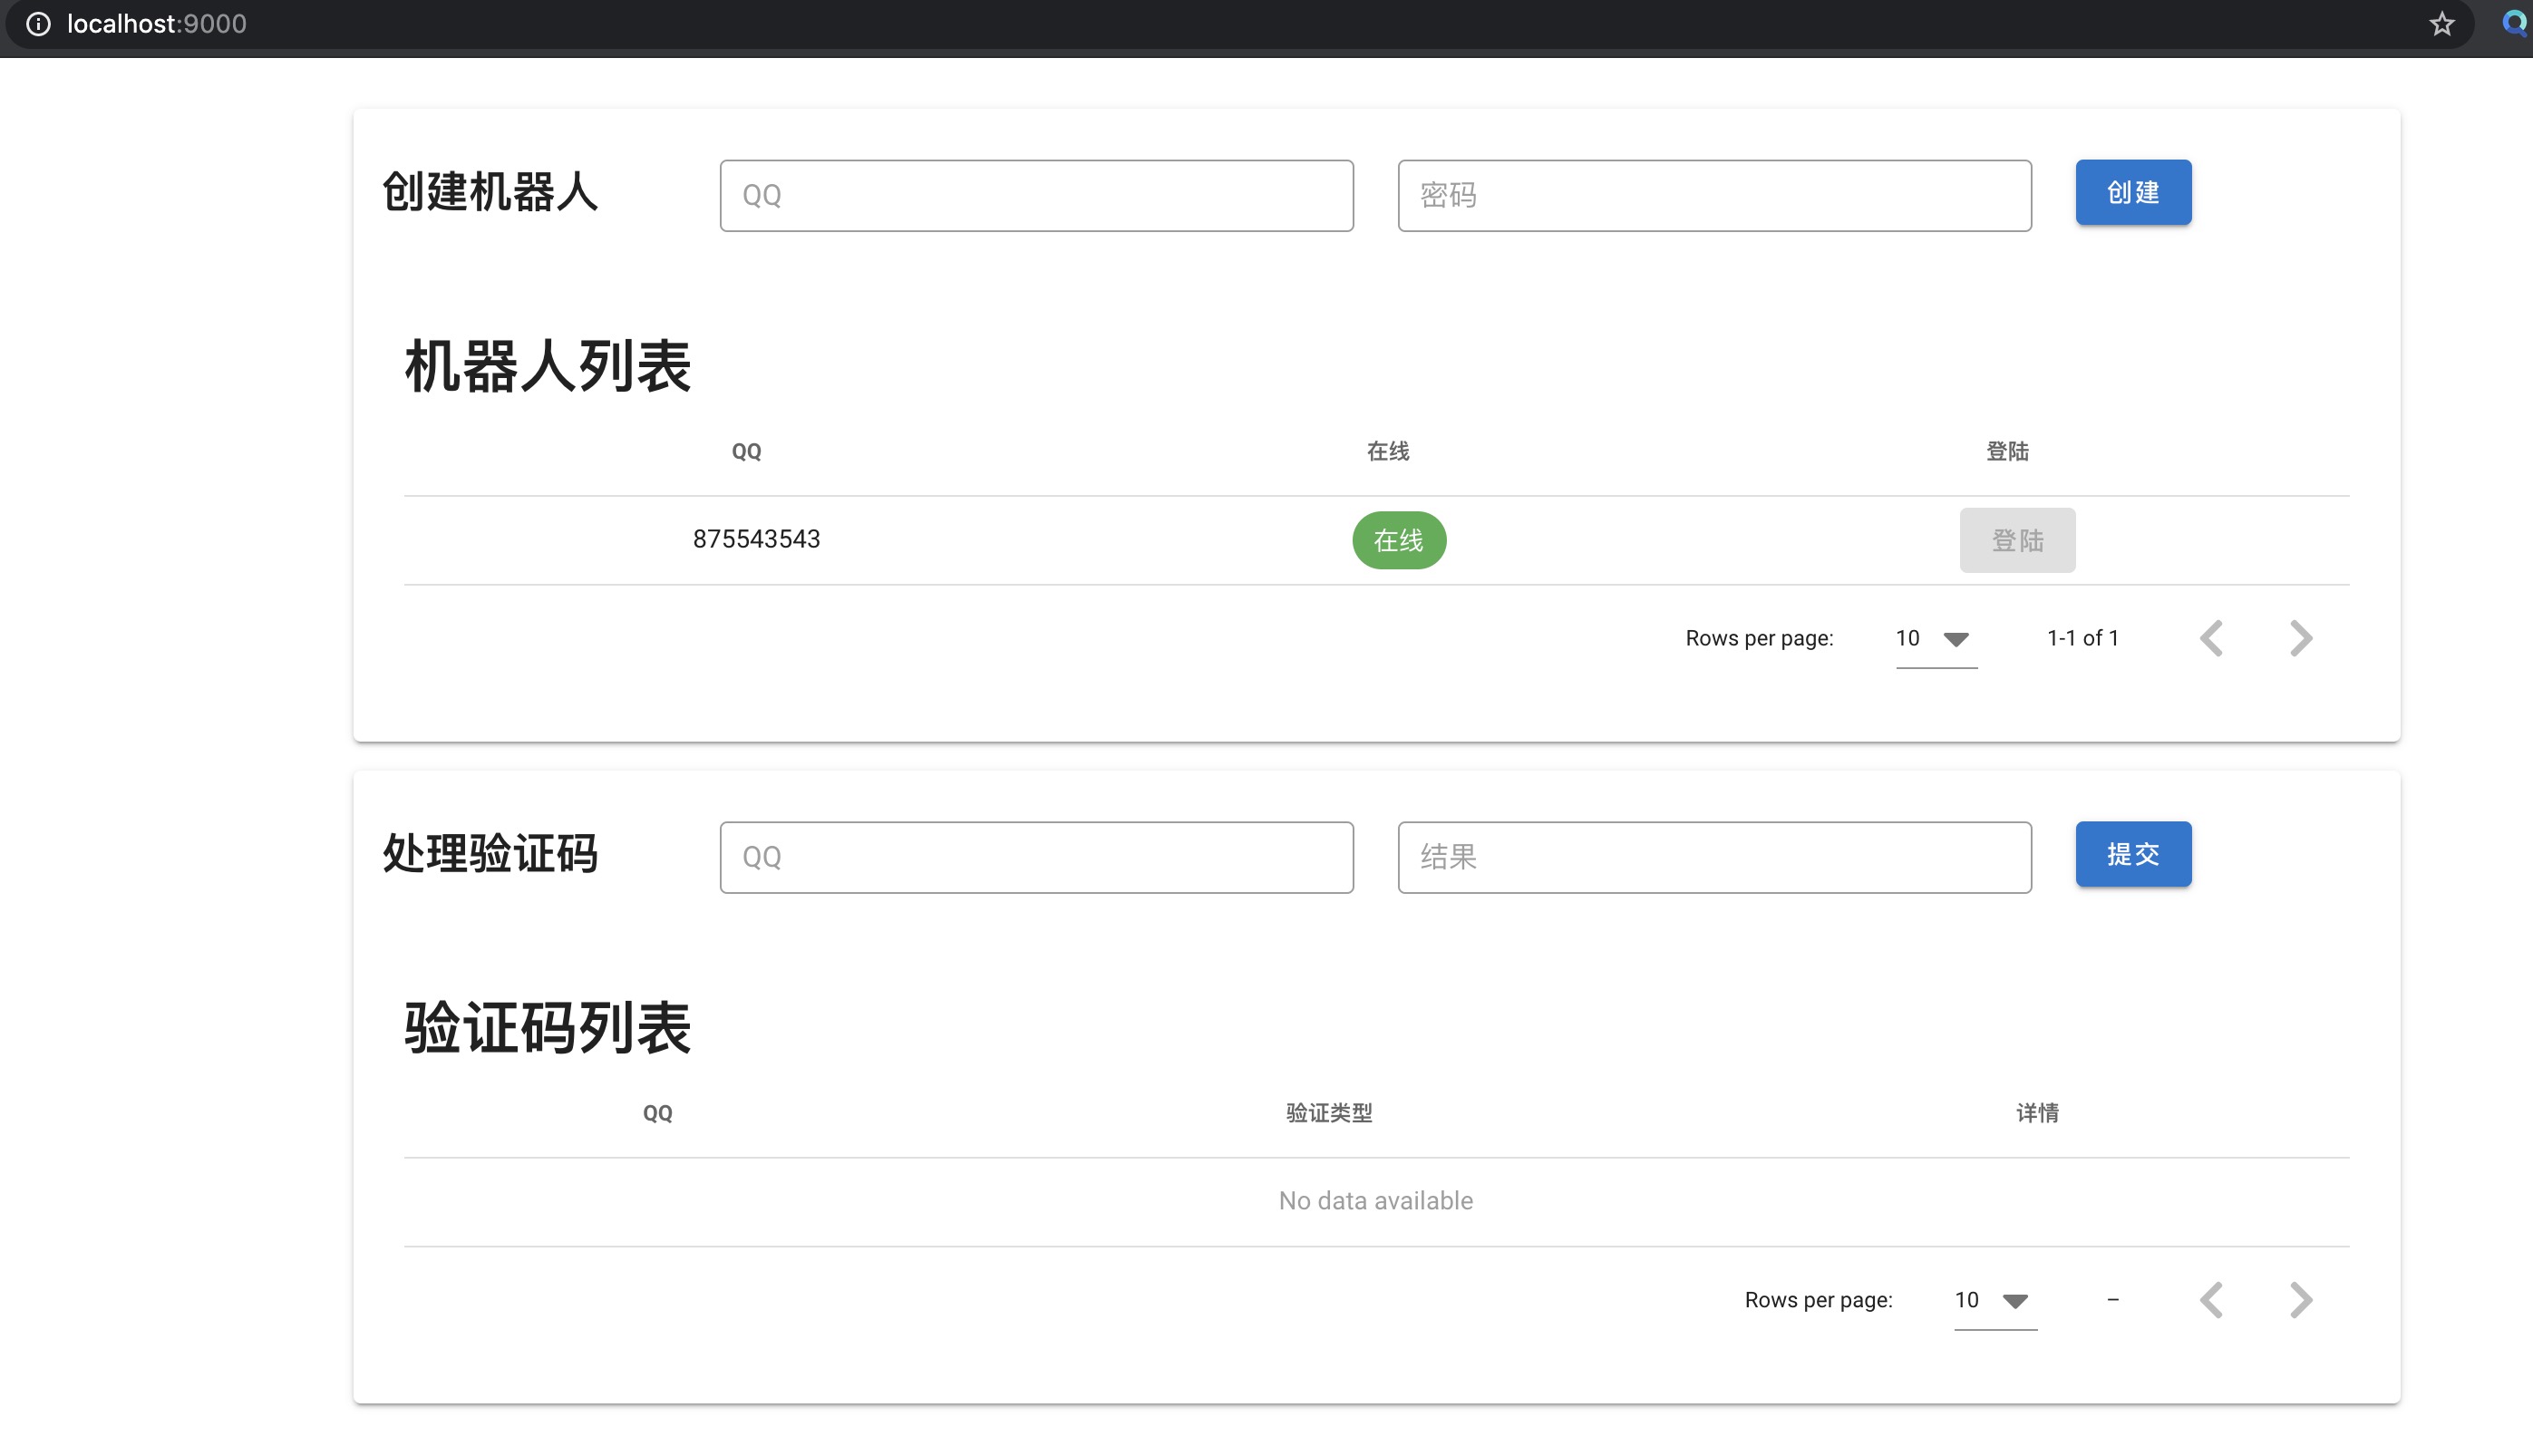 localhost:9000
创建机器人 QQ 密码 创建
机器人列表
QQ 在线 登陆
875543543 在线 登陆
Rows per page: 10 1-1 of 1
处理验证码 QQ 结果 提交
验证码列表
QQ 验证类型 详情
No data available
Rows per page: 10 –